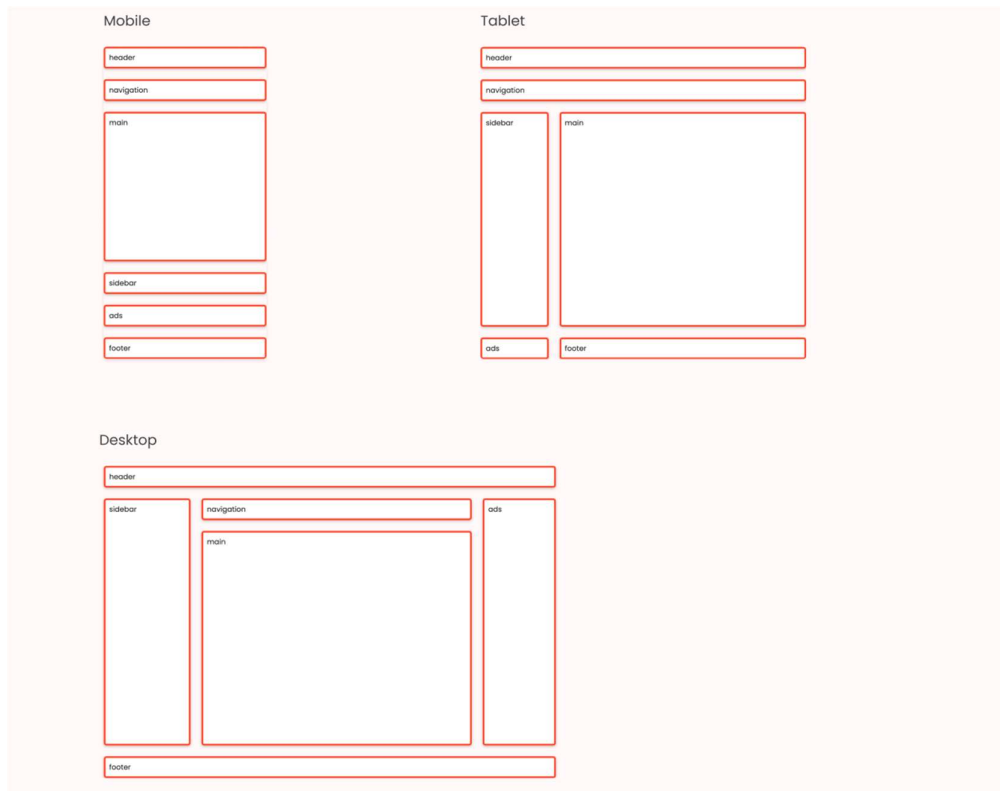 Mobile
header
navigation
main
sidebar
ads
footer
Tablet
header
navigation
sidebar
main
ads
footer
Desktop
header
sidebar
navigation
ads
main
footer